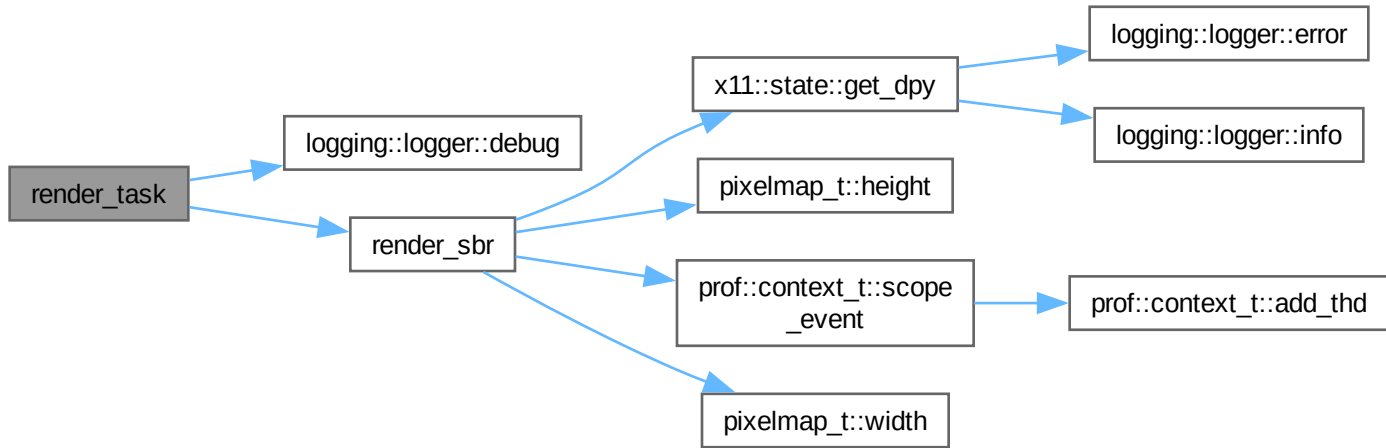 render_task
logging::logger::debug
render_sbr
x11::state::get_dpy
pixelmap_t::height
prof::context_t::scope
_event
pixelmap_t::width
logging::logger::error
logging::logger::info
prof::context_t::add_thd